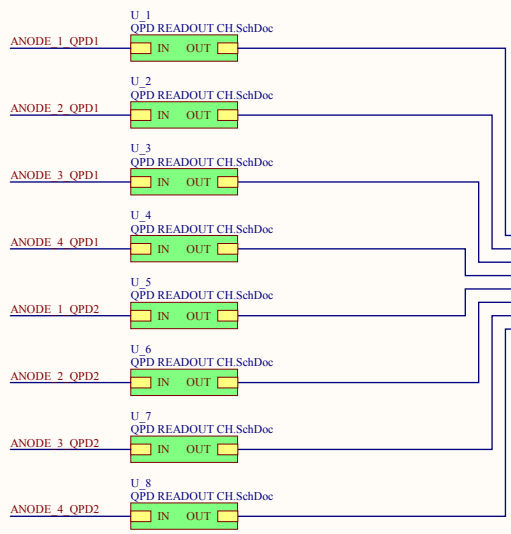 U_1
QPD READOUT CH.SchDoc
ANODE_1_QPD1
IN OUT
U_2
QPD READOUT CH.SchDoc
ANODE_2_QPD1
IN OUT
U_3
QPD READOUT CH.SchDoc
ANODE_3_QPD1
IN OUT
U_4
QPD READOUT CH.SchDoc
ANODE_4_QPD1
IN OUT
U_5
QPD READOUT CH.SchDoc
ANODE_1_QPD2
IN OUT
U_6
QPD READOUT CH.SchDoc
ANODE_2_QPD2
IN OUT
U_7
QPD READOUT CH.SchDoc
ANODE_3_QPD2
IN OUT
U_8
QPD READOUT CH.SchDoc
ANODE_4_QPD2
IN OUT